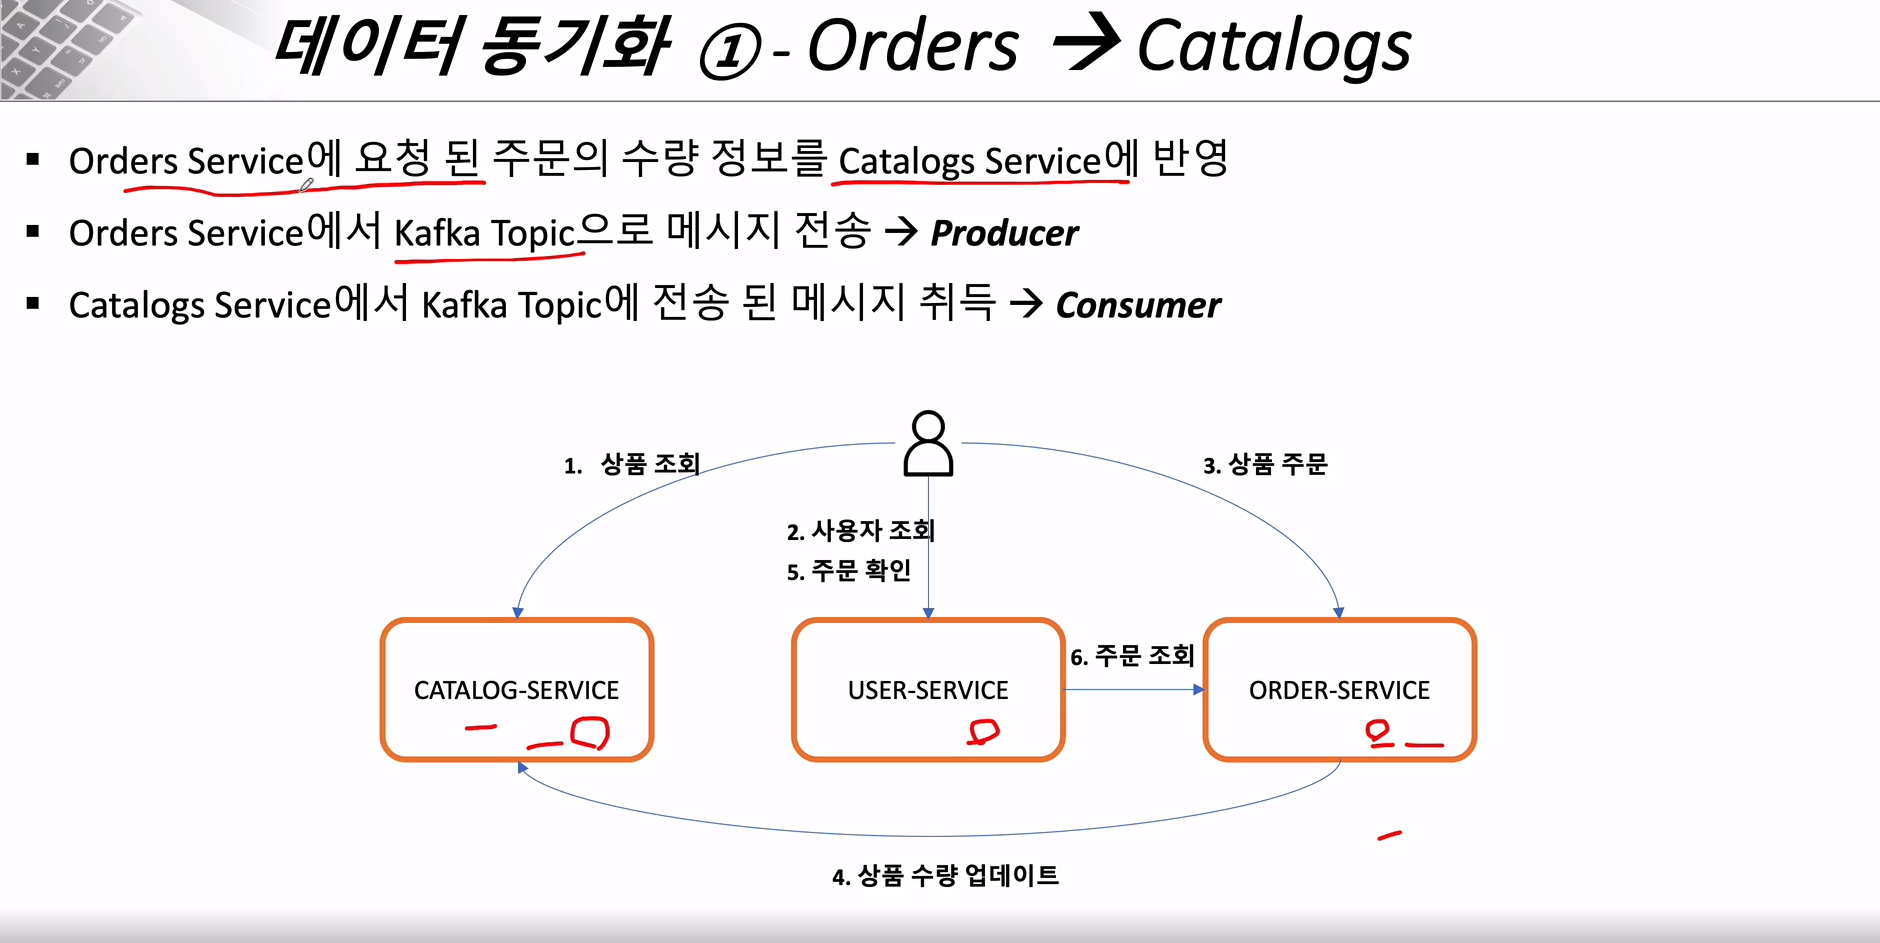 데이터 동기화 ① - Orders → Catalogs
▪ Orders Service에 요청 된 주문의 수량 정보를 Catalogs Service에 반영
▪ Orders Service에서 Kafka Topic으로 메시지 전송 → Producer
▪ Catalogs Service에서 Kafka Topic에 전송 된 메시지 취득 → Consumer
1. 상품 조회
3. 상품 주문
2. 사용자 조회
5. 주문 확인
6. 주문 조회
CATALOG-SERVICE
USER-SERVICE
ORDER-SERVICE
4. 상품 수량 업데이트